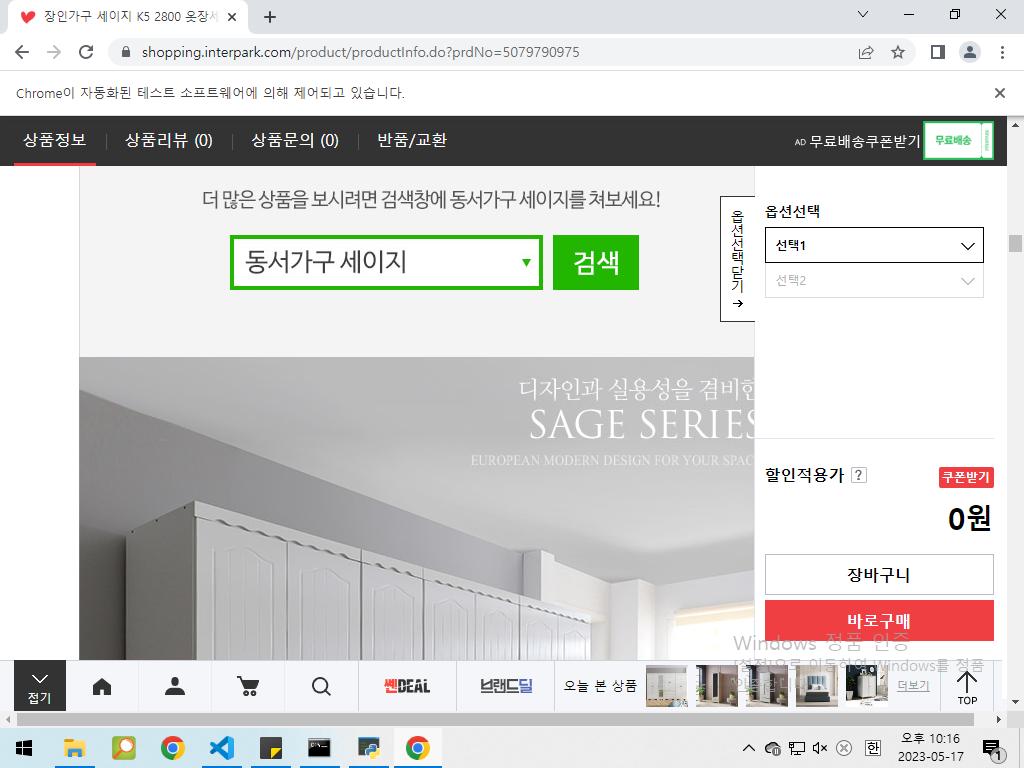 장인가구 세이지 K5 2800 옷장세
shopping.interpark.com/product/productInfo.do?prdNo=5079790975
Chrome이 자동화된 테스트 소프트웨어에 의해 제어되고 있습니다.
상품정보
상품리뷰 (0)
상품문의 (0)
반품/교환
AD 무료배송쿠폰받기
무료배송
더 많은 상품을 보시려면 검색창에 동서가구 세이지를 쳐보세요!
동서가구 세이지
검색
옵션선택닫기
옵션선택
선택1
선택2
디자인과 실용성을 겸비한
SAGE SERIES
EUROPEAN MODERN DESIGN FOR YOUR SPAC
할인적용가 ?
쿠폰받기
0원
장바구니
바로구매
Windows 정품 인증
[설정]으로 이동하여 Windows를 정품
접기
쎈DEAL
브랜드딜
오늘 본 상품
더보기
TOP
한
오후 10:16
2023-05-17
1